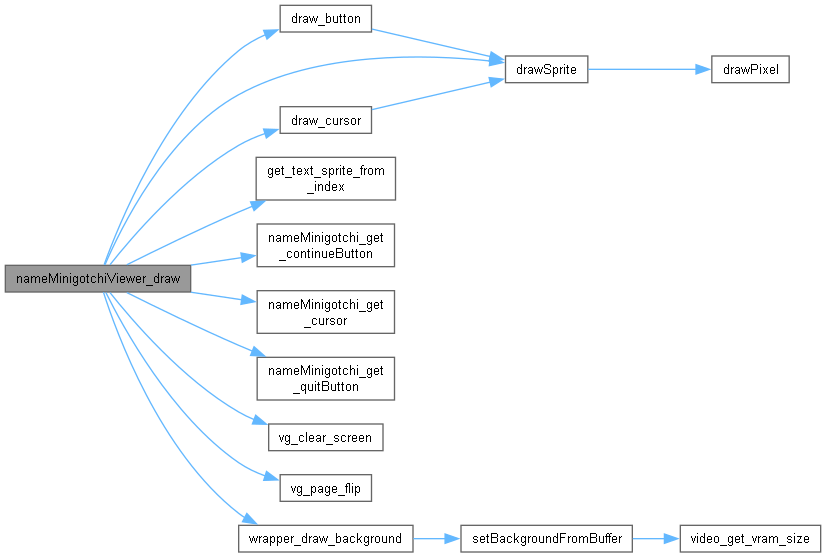 draw_button
drawSprite
drawPixel
draw_cursor
get_text_sprite_from
_index
nameMinigotchi_get
_continueButton
nameMinigotchiViewer_draw
nameMinigotchi_get
_cursor
nameMinigotchi_get
_quitButton
vg_clear_screen
vg_page_flip
wrapper_draw_background
setBackgroundFromBuffer
video_get_vram_size